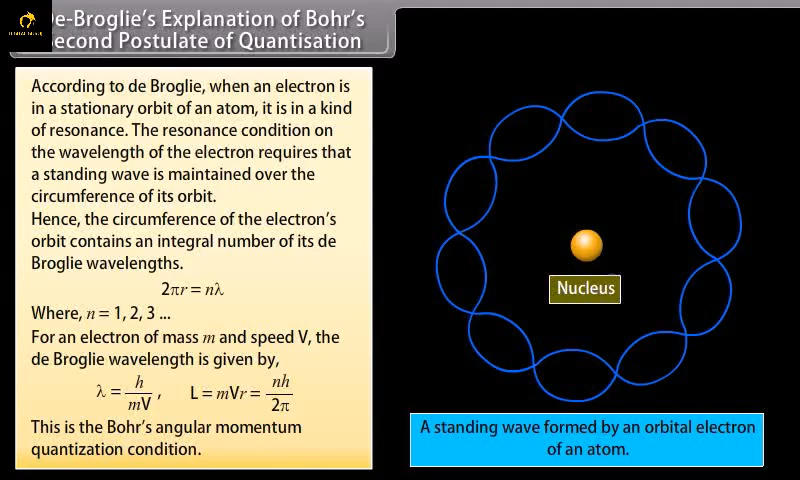 De-Broglie's Explanation of Bohr's
Second Postulate of Quantisation
According to de Broglie, when an electron is
in a stationary orbit of an atom, it is in a kind
of resonance. The resonance condition on
the wavelength of the electron requires that
a standing wave is maintained over the
circumference of its orbit.
Hence, the circumference of the electron's
orbit contains an integral number of its de
Broglie wavelengths.
2πr = nλ
Where, n = 1, 2, 3 ...
For an electron of mass m and speed V, the
de Broglie wavelength is given by,
λ = h/mV, L = mVr = nh/2π
This is the Bohr's angular momentum
quantization condition.
Nucleus
A standing wave formed by an orbital electron
of an atom.